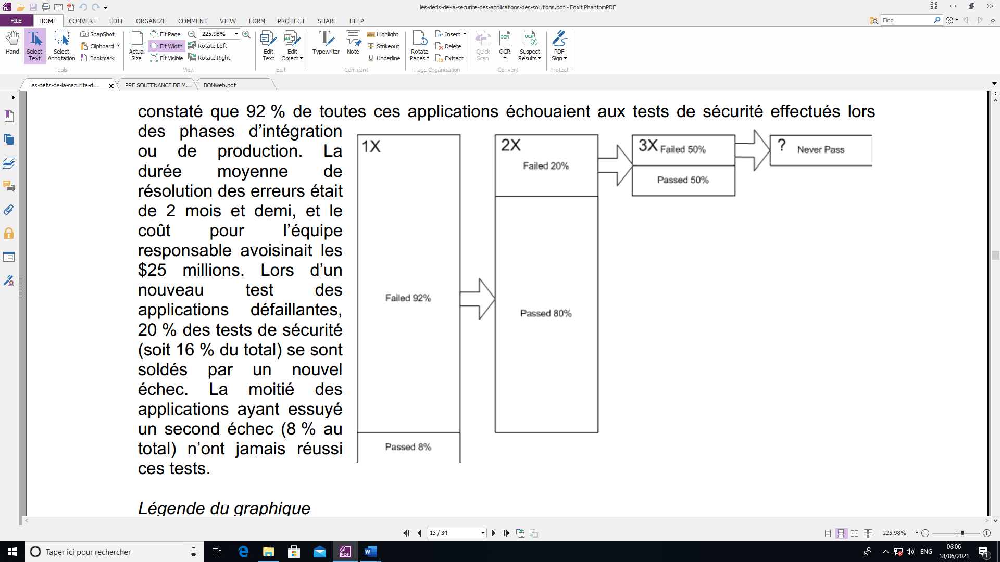 les-defis-de-la-securite-des-applications-des-solutions.pdf - Foxit PhantomPDF
FILE HOME CONVERT EDIT ORGANIZE COMMENT VIEW FORM PROTECT SHARE HELP
Find
Hand
Select Text
Select Annotation
SnapShot
Clipboard
Bookmark
Tools
Actual Size
Fit Page
Fit Width
Fit Visible
225.98%
Rotate Left
Rotate Right
View
Edit Text
Edit Object
Edit
Typewriter
Note
abc Highlight
Strikeout
Underline
Comment
Rotate Pages
Insert
Delete
Extract
Page Organization
Quick Scan
OCR
OCR
OCR
Suspect Results
Convert
PDF Sign
Protect
les-defis-de-la-securite-d...
PRE SOUTENANCE DE M...
BONweb.pdf
constaté que 92 % de toutes ces applications échouaient aux tests de sécurité effectués lors
des phases d’intégration
ou de production. La
durée moyenne de
résolution des erreurs était
de 2 mois et demi, et le
coût pour l’équipe
responsable avoisinait les
$25 millions. Lors d’un
nouveau test des
applications défaillantes,
20 % des tests de sécurité
(soit 16 % du total) se sont
soldés par un nouvel
échec. La moitié des
applications ayant essuyé
un second échec (8 % au
total) n’ont jamais réussi
ces tests.
1X
Failed 92%
Passed 8%
2X
Failed 20%
Passed 80%
3X Failed 50%
Passed 50%
? Never Pass
Légende du graphique
13 / 34
225.98%
Taper ici pour rechercher
ENG
06:06
18/06/2021
1